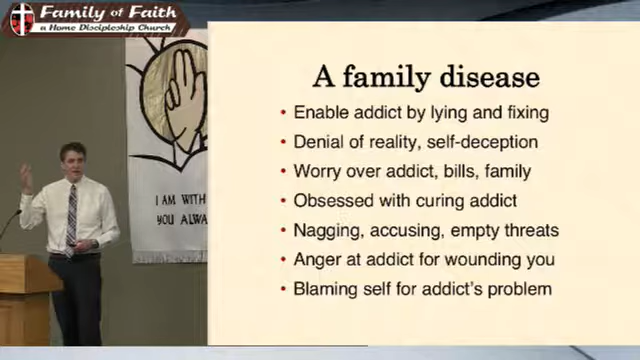 Family of Faith
a Home Discipleship Church
I AM WITH
YOU ALWA
A family disease
• Enable addict by lying and fixing
• Denial of reality, self-deception
• Worry over addict, bills, family
• Obsessed with curing addict
• Nagging, accusing, empty threats
• Anger at addict for wounding you
• Blaming self for addict's problem